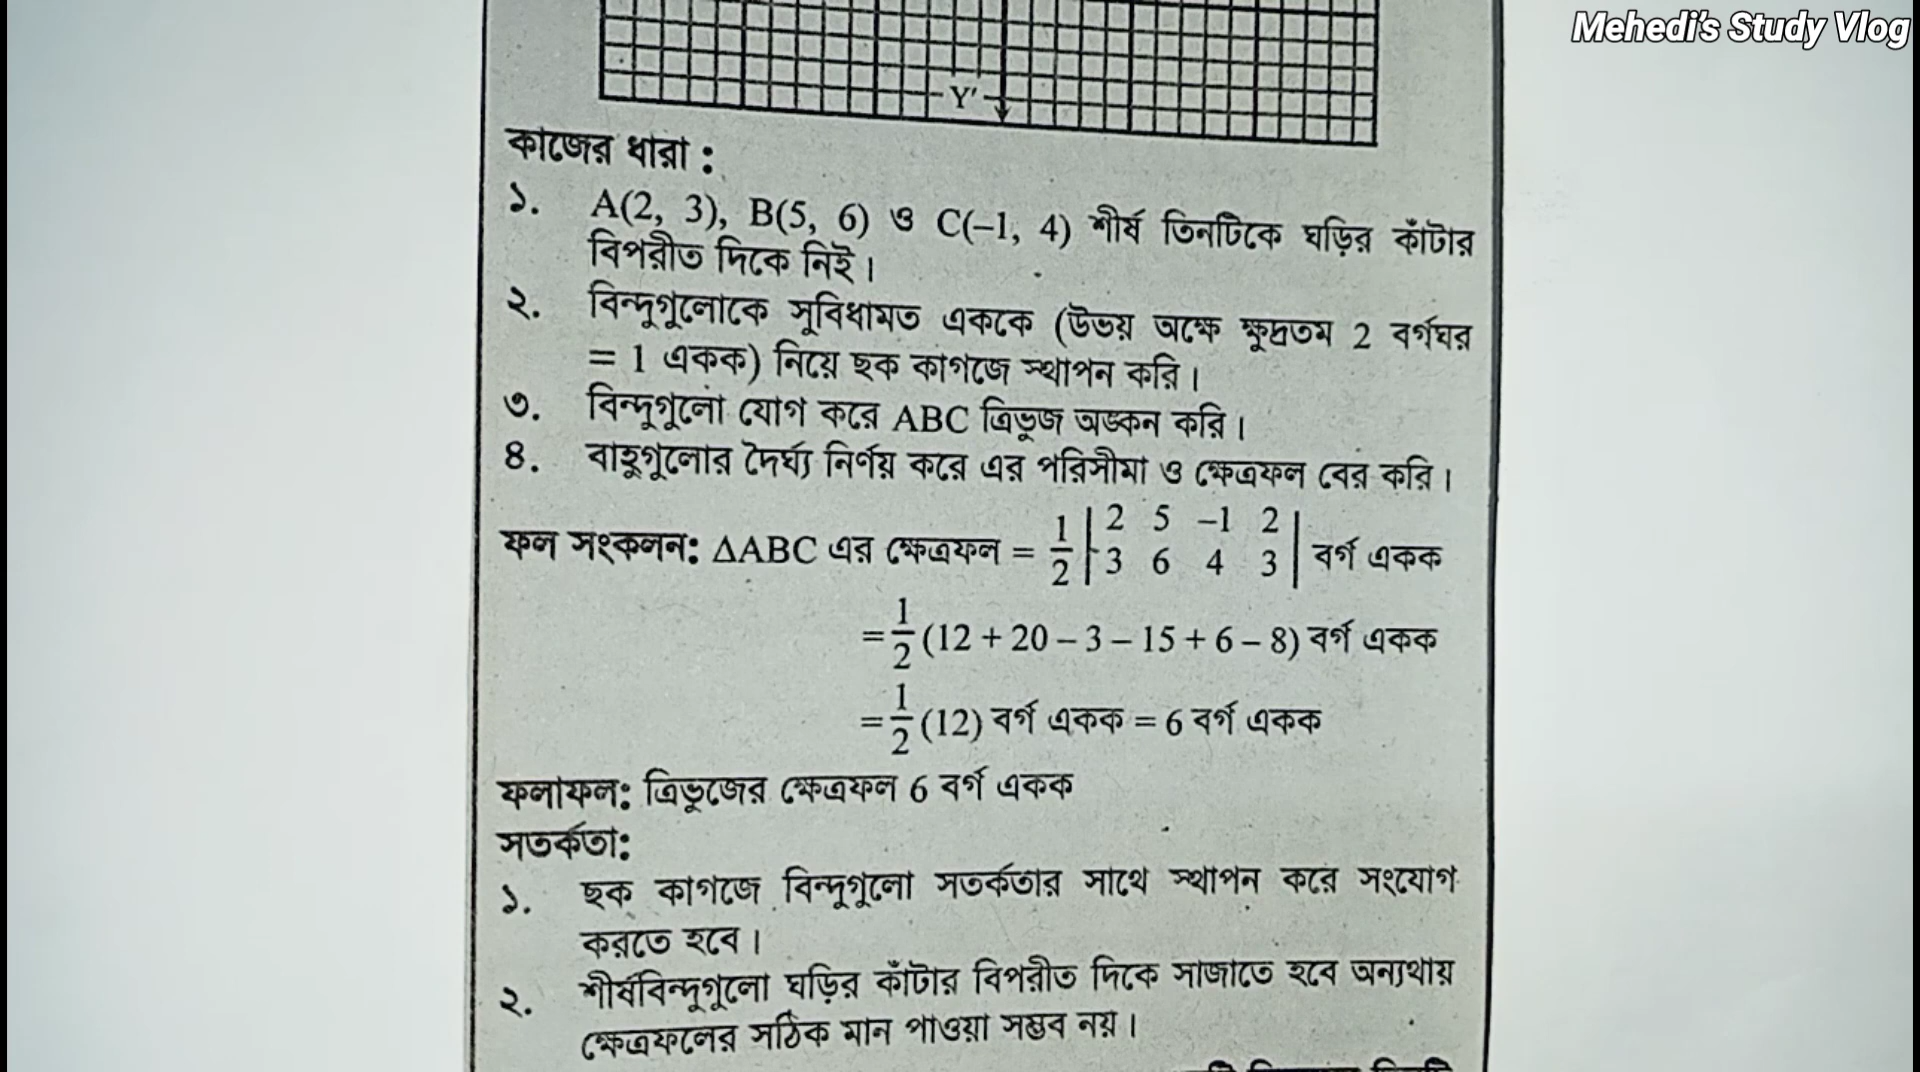 Mehedi's Study Vlog
Y'
কাজের ধারা :
১. A(2, 3), B(5, 6) ও C(–1, 4) শীর্ষ তিনটিকে ঘড়ির কাঁটার
বিপরীত দিকে নিই।
২. বিন্দুগুলোকে সুবিধামত এককে (উভয় অক্ষে ক্ষুদ্রতম 2 বর্গঘর
= 1 একক) নিয়ে ছক কাগজে স্থাপন করি।
৩. বিন্দুগুলো যোগ করে ABC ত্রিভুজ অঙ্কন করি।
৪. বাহুগুলোর দৈর্ঘ্য নির্ণয় করে এর পরিসীমা ও ক্ষেত্রফল বের করি।
ফল সংকলন: ΔABC এর ক্ষেত্রফল = 1/2 | 2 5 –1 2 / 3 6 4 3 | বর্গ একক
= 1/2 (12 + 20 – 3 – 15 + 6 – 8) বর্গ একক
= 1/2 (12) বর্গ একক = 6 বর্গ একক
ফলাফল: ত্রিভুজের ক্ষেত্রফল 6 বর্গ একক
সতর্কতা:
১. ছক কাগজে বিন্দুগুলো সতর্কতার সাথে স্থাপন করে সংযোগ
করতে হবে।
২. শীর্ষবিন্দুগুলো ঘড়ির কাঁটার বিপরীত দিকে সাজাতে হবে অন্যথায়
ক্ষেত্রফলের সঠিক মান পাওয়া সম্ভব নয়।